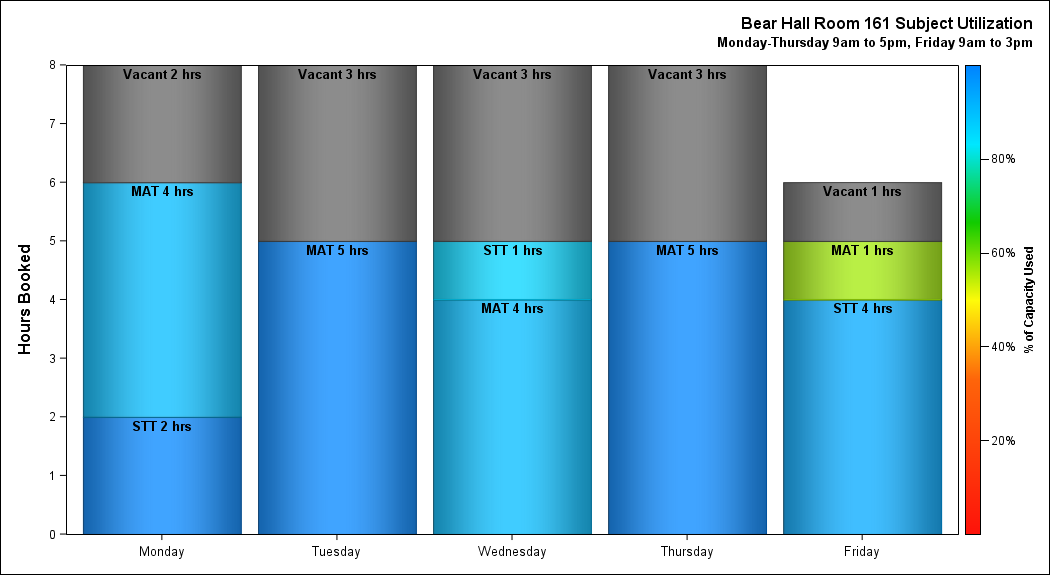 Bear Hall Room 161 Subject Utilization
Monday-Thursday 9am to 5pm, Friday 9am to 3pm
Hours Booked
8
7
6
5
4
3
2
1
0
Vacant 2 hrs
MAT 4 hrs
STT 2 hrs
Vacant 3 hrs
MAT 5 hrs
Vacant 3 hrs
STT 1 hrs
MAT 4 hrs
Vacant 3 hrs
MAT 5 hrs
Vacant 1 hrs
MAT 1 hrs
STT 4 hrs
Monday
Tuesday
Wednesday
Thursday
Friday
80%
60%
40%
20%
% of Capacity Used